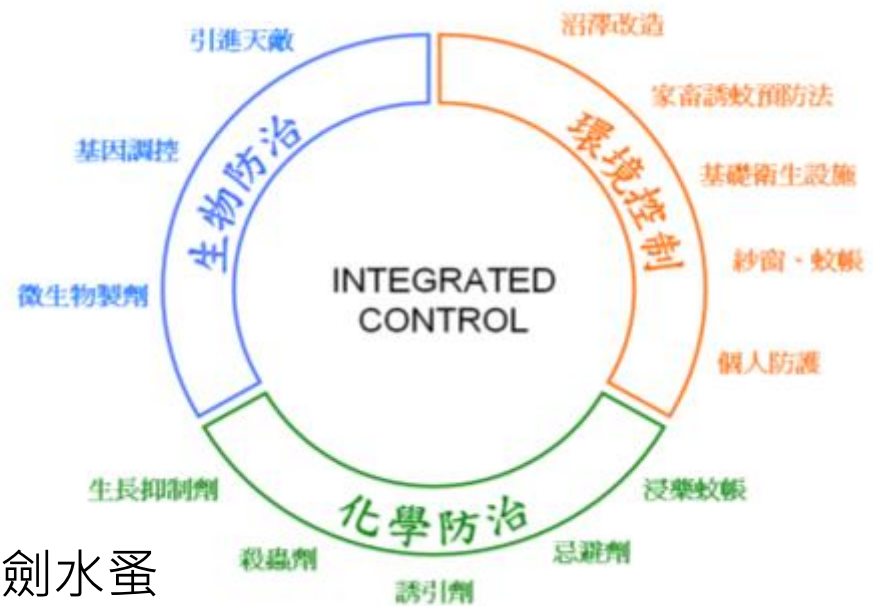 沼澤改造
引進天敵
家畜誘蚊預防法
環境控制
生物防治
基因調控
基礎衛生設施
紗窗、蚊帳
INTEGRATED
CONTROL
微生物製劑
個人防護
生長抑制劑
化學防治
浸藥蚊帳
殺蟲劑
忌避劑
劍水蚤
誘引劑